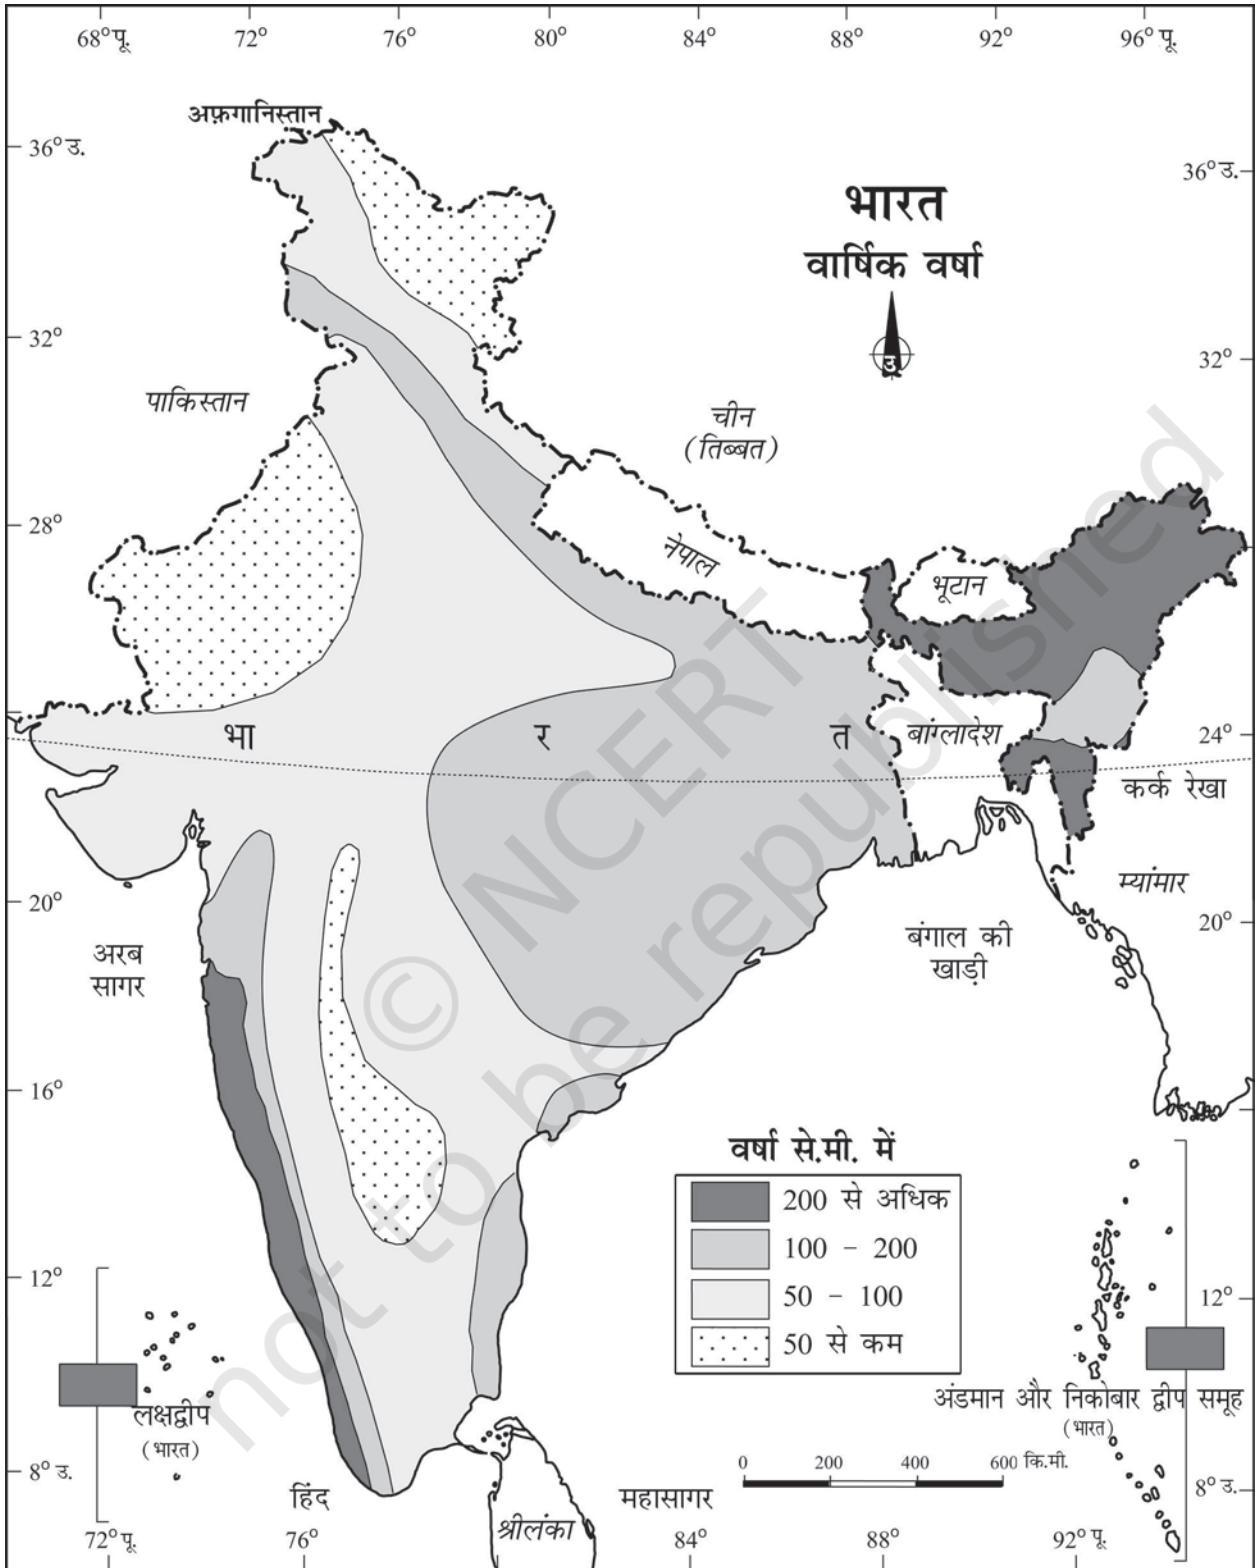 68° पू.
72°
76°
80°
84°
88°
92°
96° पू.
अफ़गानिस्तान
36° उ.
36° उ.
भारत
वार्षिक वर्षा
उ
32°
32°
पाकिस्तान
चीन
(तिब्बत)
28°
नेपाल
भूटान
भा
र
त
बांग्लादेश
24°
कर्क रेखा
म्यांमार
20°
20°
अरब
सागर
बंगाल की
खाड़ी
© NCERT
not to be republished
16°
वर्षा से.मी. में
200 से अधिक
100 – 200
50 – 100
50 से कम
12°
12°
लक्षद्वीप
(भारत)
अंडमान और निकोबार द्वीप समूह
(भारत)
0
200
400
600 कि.मी.
8° उ.
8° उ.
हिंद
महासागर
श्रीलंका
72° पू.
76°
84°
88°
92° पू.